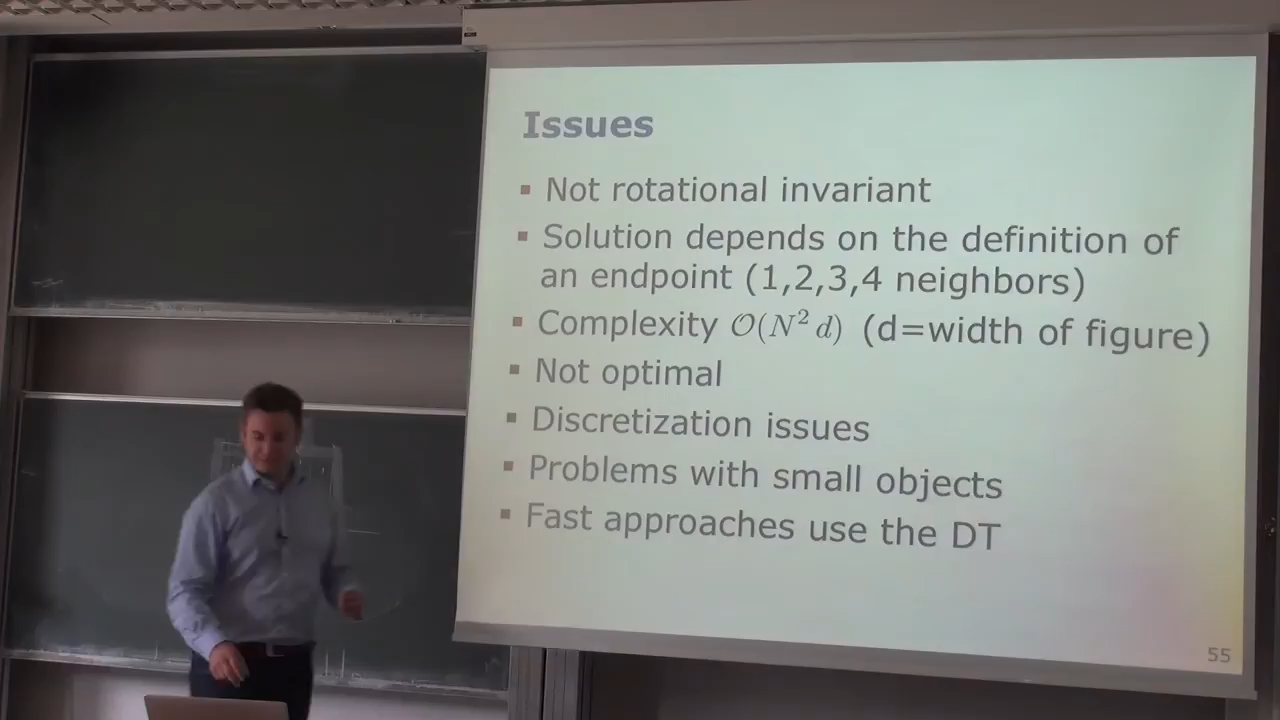 Issues
▪ Not rotational invariant
▪ Solution depends on the definition of
an endpoint (1,2,3,4 neighbors)
▪ Complexity 𝒪(N² d) (d=width of figure)
▪ Not optimal
▪ Discretization issues
▪ Problems with small objects
▪ Fast approaches use the DT
55